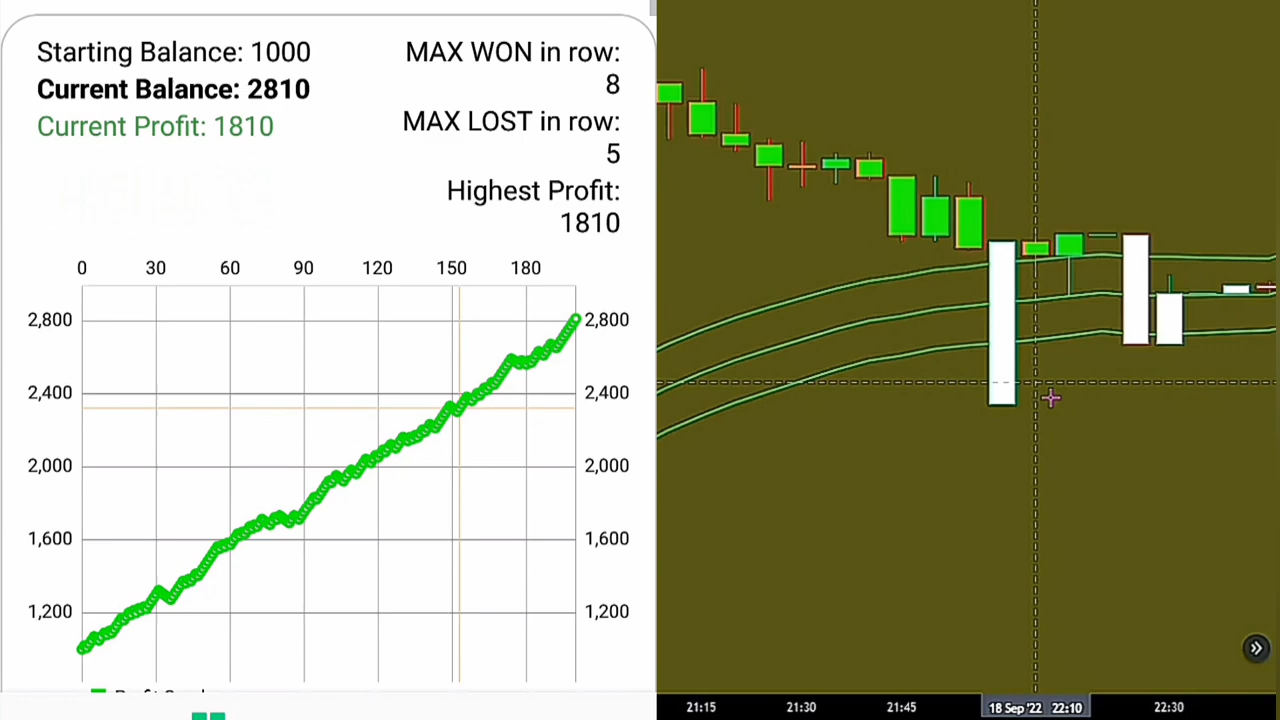 Starting Balance: 1000
Current Balance: 2810
Current Profit: 1810
MAX WON in row:
8
MAX LOST in row:
5
Highest Profit:
1810
0 30 60 90 120 150 180
2,800 2,800
2,400 2,400
2,000 2,000
1,600 1,600
1,200 1,200
21:15 21:30 21:45 18 Sep '22 22:10 22:30